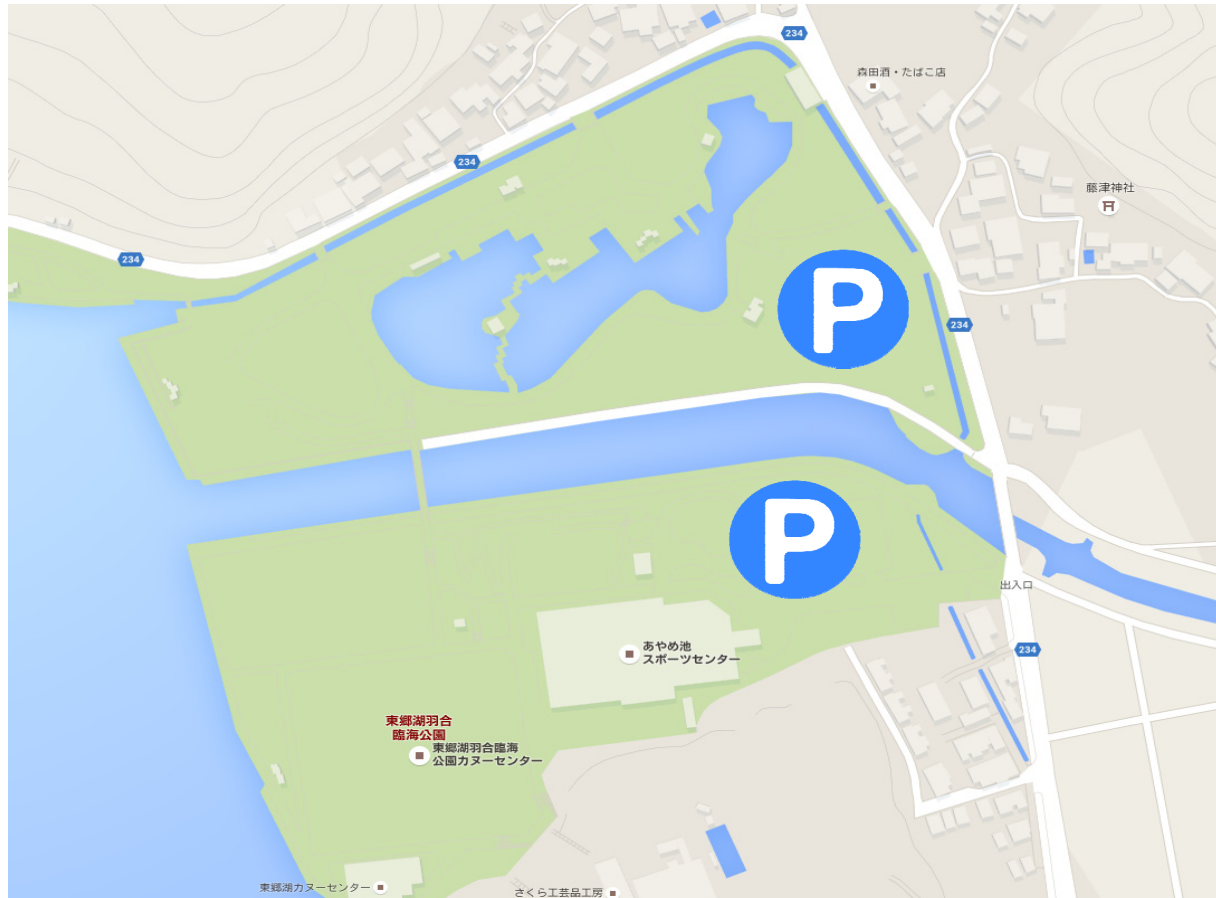 234
森田酒・たばこ店
234
藤津神社
234
P
234
P
出入口
あやめ池
スポーツセンター
234
東郷湖羽合
臨海公園
東郷湖羽合臨海
公園カヌーセンター
東郷湖カヌーセンター
さくら工芸品工房